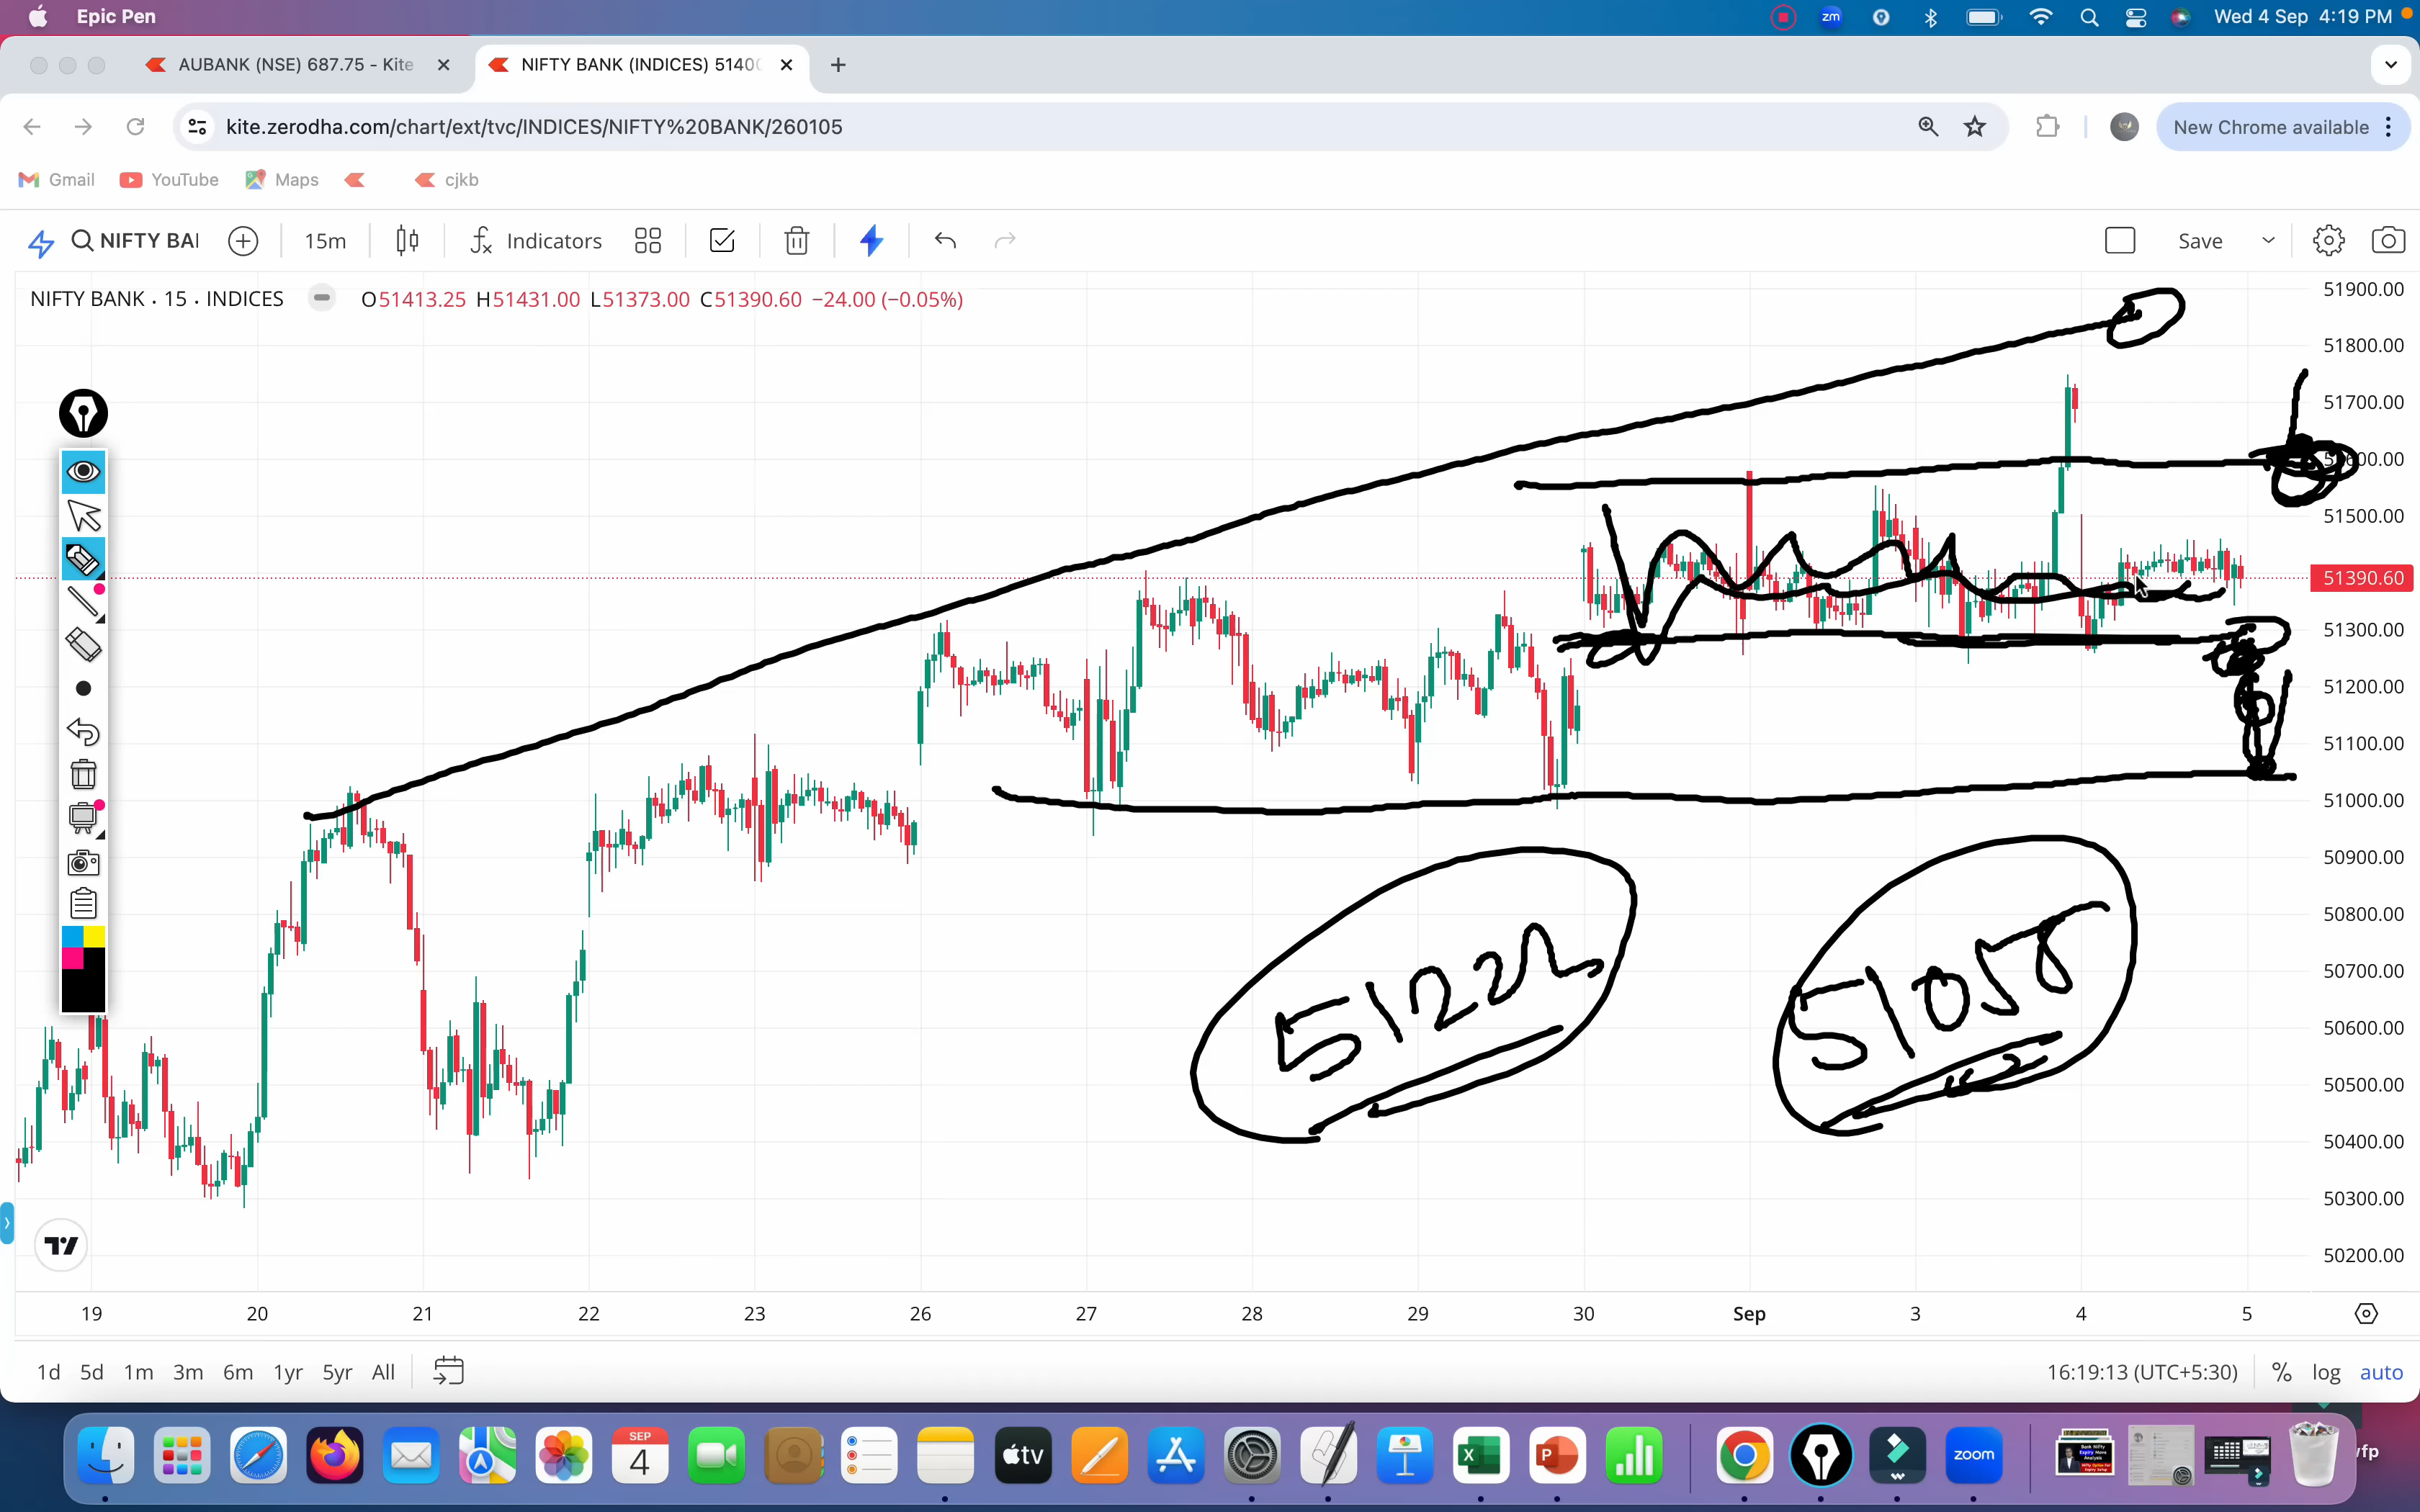 Epic Pen
zm
Wed 4 Sep 4:19 PM
AUBANK (NSE) 687.75 - Kite
NIFTY BANK (INDICES) 5140
kite.zerodha.com/chart/ext/tvc/INDICES/NIFTY%20BANK/260105
New Chrome available
Gmail YouTube Maps cjkb
NIFTY BA 15m Indicators Save
NIFTY BANK · 15 · INDICES O51413.25 H51431.00 L51373.00 C51390.60 −24.00 (−0.05%)
51900.00
51800.00
51700.00
51500.00
51390.60
51300.00
51200.00
51100.00
51000.00
50900.00
50800.00
50700.00
50600.00
50500.00
50400.00
50300.00
50200.00
51222
51058
19 20 21 22 23 26 27 28 29 30 Sep 3 4 5
1d 5d 1m 3m 6m 1yr 5yr All
16:19:13 (UTC+5:30) % log auto
SEP
4
tv
X
P
zoom